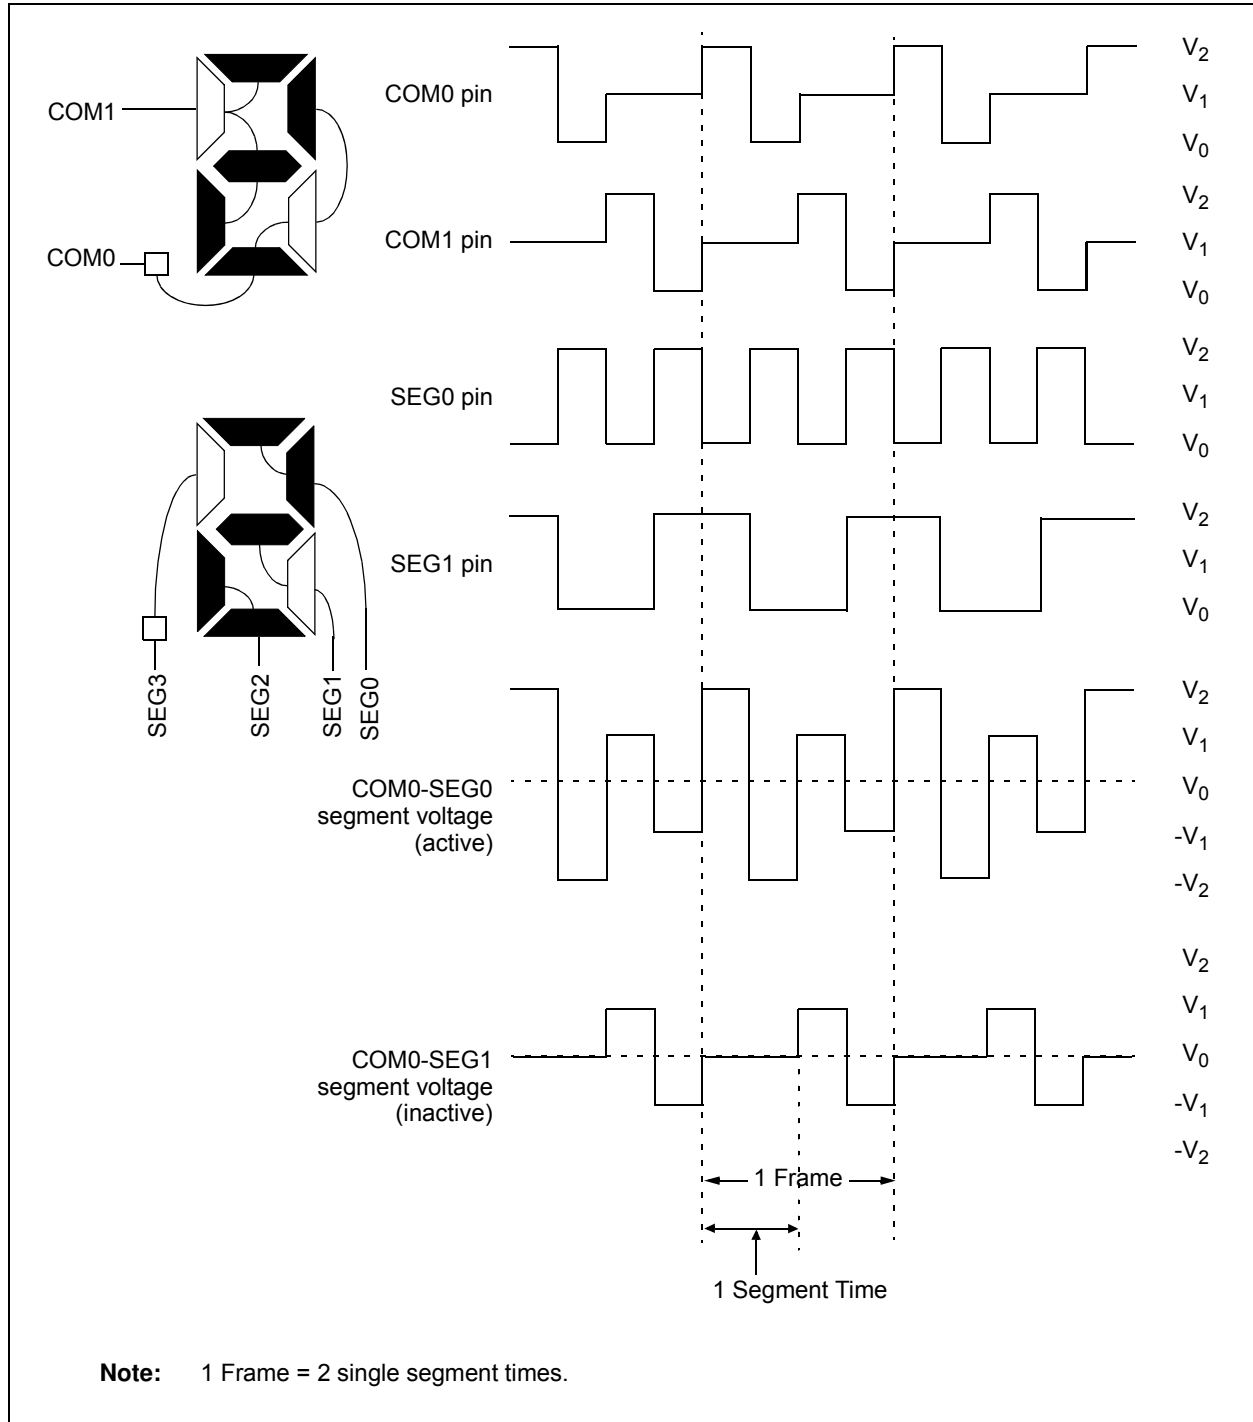 COM1
COM0
COM0 pin
V2
V1
V0
COM1 pin
V2
V1
V0
SEG0 pin
V2
V1
V0
SEG1 pin
V2
V1
V0
SEG3
SEG2
SEG1
SEG0
COM0-SEG0
segment voltage
(active)
V2
V1
V0
-V1
-V2
COM0-SEG1
segment voltage
(inactive)
V2
V1
V0
-V1
-V2
1 Frame
1 Segment Time
Note: 1 Frame = 2 single segment times.